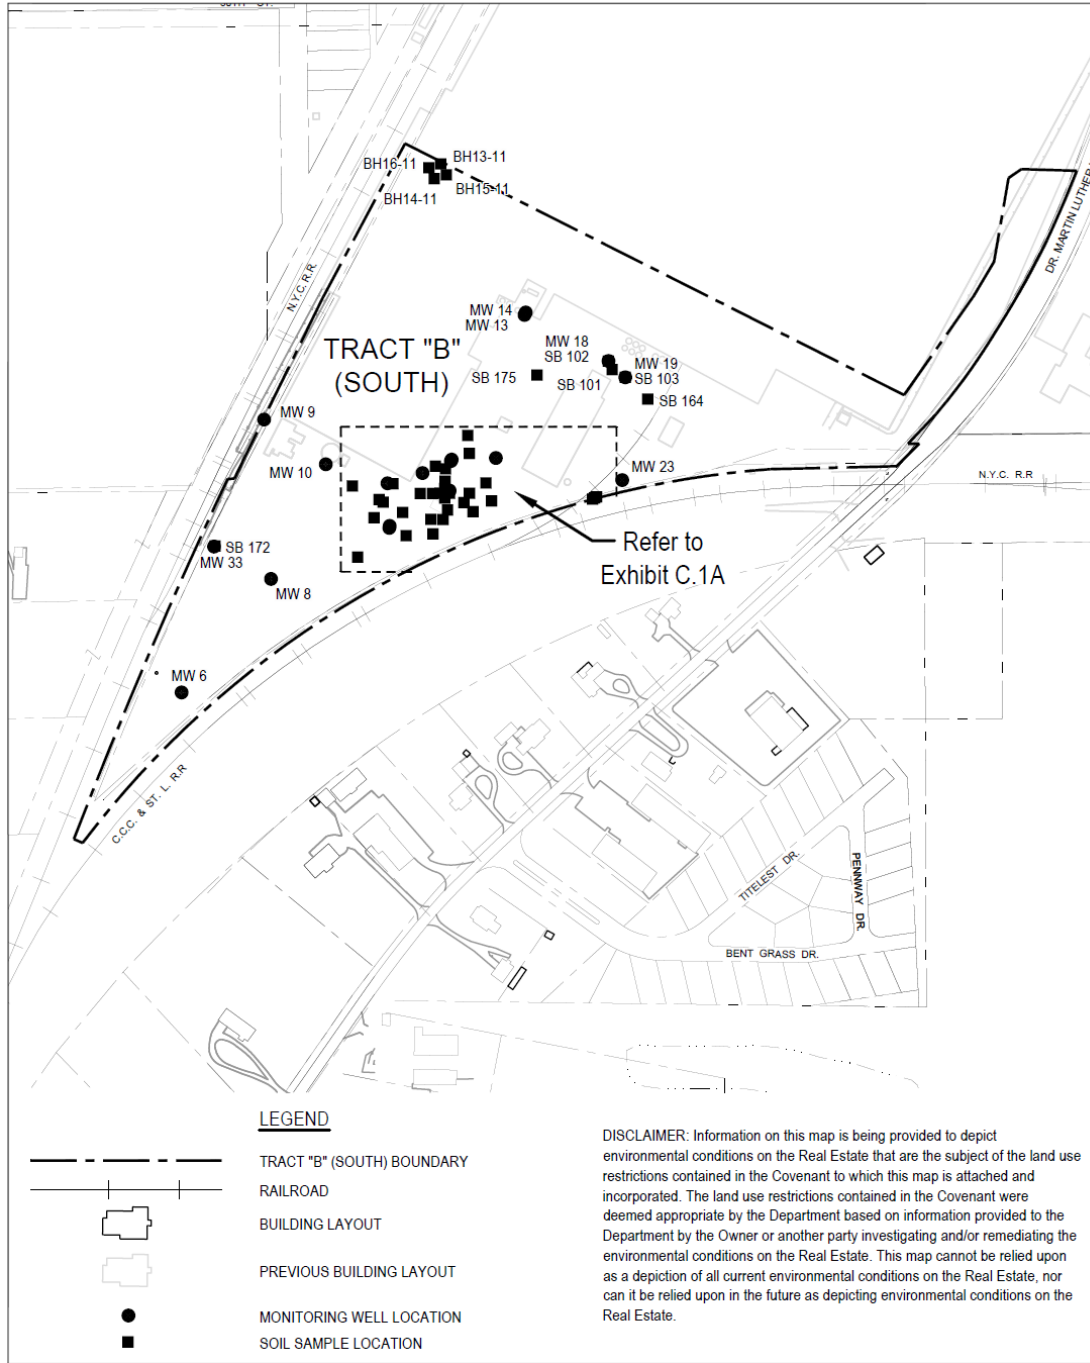 BH16-11
BH13-11
BH14-11
BH15-11
N.Y.C. R.R.
DR. MARTIN LUTHER
MW 14
MW 13
TRACT "B"
(SOUTH)
MW 18
SB 102
MW 19
SB 175
SB 101
SB 103
SB 164
MW 9
MW 10
MW 23
N.Y.C. R.R
Refer to
Exhibit C.1A
SB 172
MW 33
MW 8
MW 6
C.C.C. & ST. L. R.R
TITELEST DR.
PENNWAY DR.
BENT GRASS DR.
LEGEND
TRACT "B" (SOUTH) BOUNDARY
RAILROAD
BUILDING LAYOUT
PREVIOUS BUILDING LAYOUT
MONITORING WELL LOCATION
SOIL SAMPLE LOCATION
DISCLAIMER: Information on this map is being provided to depict
environmental conditions on the Real Estate that are the subject of the land use
restrictions contained in the Covenant to which this map is attached and
incorporated. The land use restrictions contained in the Covenant were
deemed appropriate by the Department based on information provided to the
Department by the Owner or another party investigating and/or remediating the
environmental conditions on the Real Estate. This map cannot be relied upon
as a depiction of all current environmental conditions on the Real Estate, nor
can it be relied upon in the future as depicting environmental conditions on the
Real Estate.